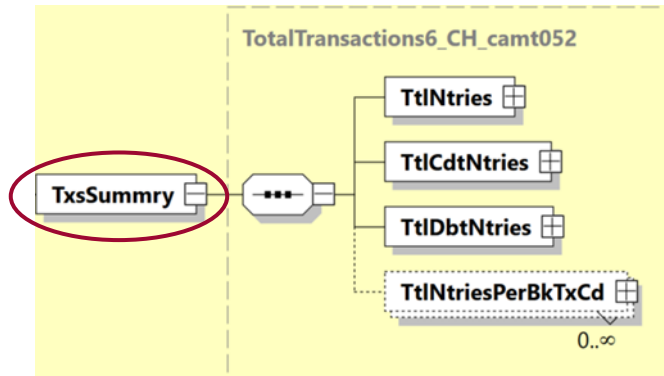 TotalTransactions6_CH_camt052
TtlNtries
TtlCdtNtries
TxsSummry
TtlDbtNtries
TtlNtriesPerBkTxCd
0..∞